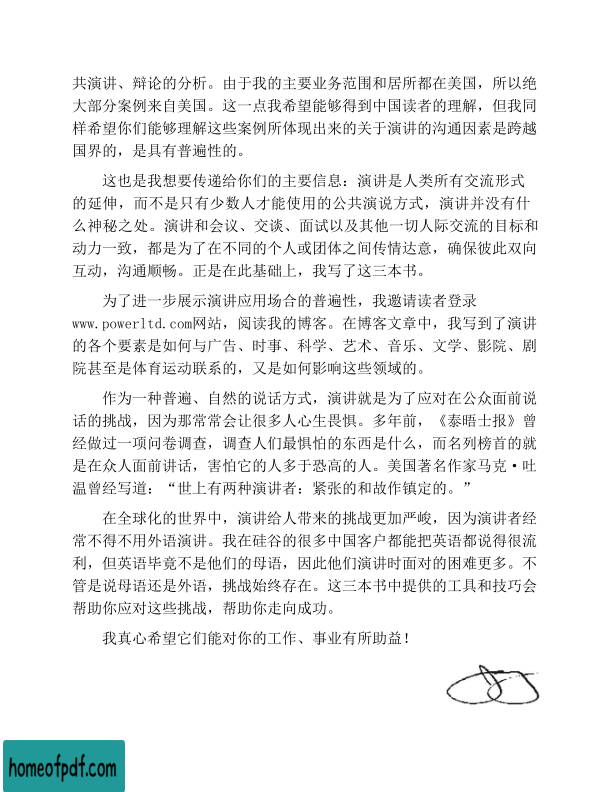 共演讲、辩论的分析。由于我的主要业务范围和居所都在美国，所以绝
大部分案例来自美国。这一点我希望能够得到中国读者的理解，但我同
样希望你们能够理解这些案例所体现出来的关于演讲的沟通因素是跨越
国界的，是具有普遍性的。
这也是我想要传递给你们的主要信息：演讲是人类所有交流形式
的延伸，而不是只有少数人才能使用的公共演说方式，演讲并没有什
么神秘之处。演讲和会议、交谈、面试以及其他一切人际交流的目标和
动力一致，都是为了在不同的个人或团体之间传情达意，确保彼此双向
互动，沟通顺畅。正是在此基础上，我写了这三本书。
为了进一步展示演讲应用场合的普遍性，我邀请读者登录
www.powerltd.com网站，阅读我的博客。在博客文章中，我写到了演讲
的各个要素是如何与广告、时事、科学、艺术、音乐、文学、影院、剧
院甚至是体育运动联系的，又是如何影响这些领域的。
作为一种普遍、自然的说话方式，演讲就是为了应对在公众面前说
话的挑战，因为那常常会让很多人心生畏惧。多年前，《泰晤士报》曾
经做过一项问卷调查，调查人们最惧怕的东西是什么，而名列榜首的就
是在众人面前讲话，害怕它的人多于恐高的人。美国著名作家马克·吐
温曾经写道：“世上有两种演讲者：紧张的和故作镇定的。”
在全球化的世界中，演讲给人带来的挑战更加严峻，因为演讲者经
常不得不用外语演讲。我在硅谷的很多中国客户都能把英语都说得很流
利，但英语毕竟不是他们的母语，因此他们演讲时面对的困难更多。不
管是说母语还是外语，挑战始终存在。这三本书中提供的工具和技巧会
帮助你应对这些挑战，帮助你走向成功。
我真心希望它们能对你的工作、事业有所助益！
homeofpdf.com